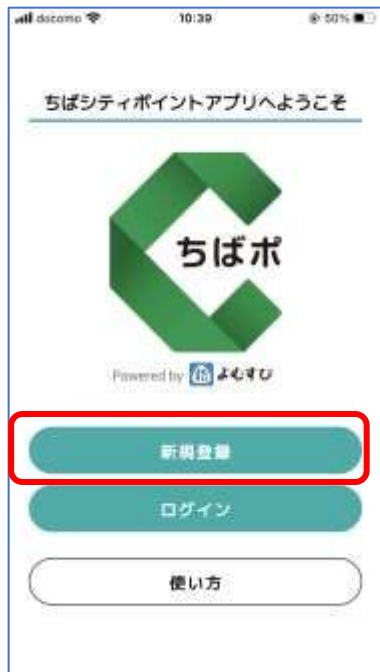 docomo 10:39 50%
ちばシティポイントアプリへようこそ
ちばポ
Powered by よむすび
新規登録
ログイン
使い方